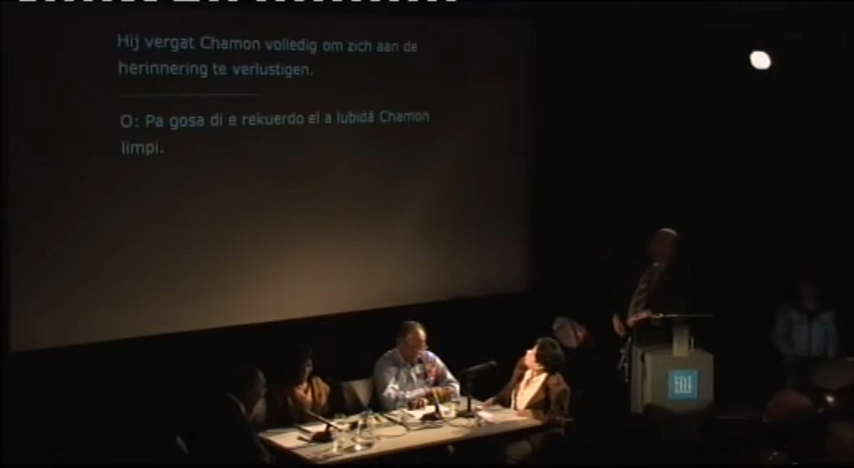 Hij vergat Chamon volledig om zich aan de
herinnering te verlustigen.
O: Pa gosa di e rekuerdo el a lubidá Chamon
limpi.